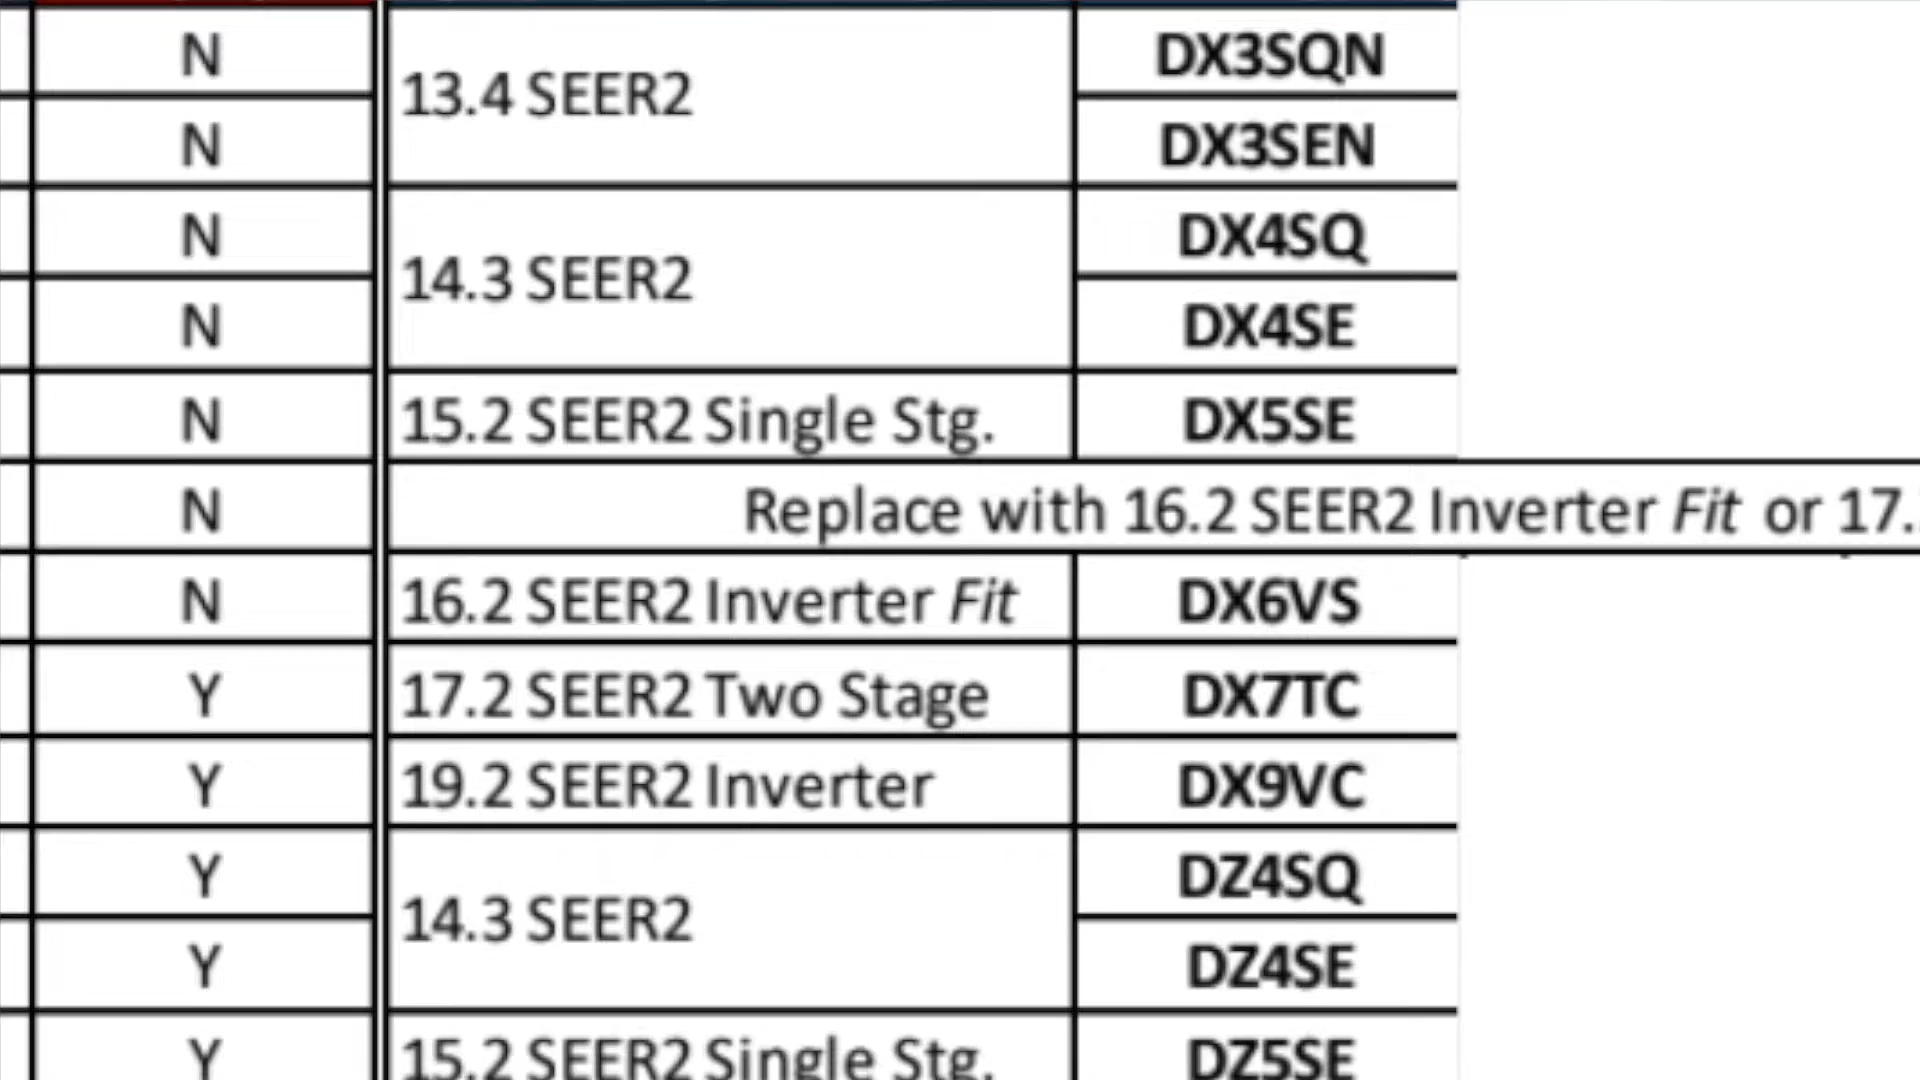 N 13.4 SEER2 DX3SQN
N DX3SEN
N 14.3 SEER2 DX4SQ
N DX4SE
N 15.2 SEER2 Single Stg. DX5SE
N Replace with 16.2 SEER2 Inverter Fit or 17.
N 16.2 SEER2 Inverter Fit DX6VS
Y 17.2 SEER2 Two Stage DX7TC
Y 19.2 SEER2 Inverter DX9VC
Y 14.3 SEER2 DZ4SQ
Y DZ4SE
Y 15.2 SEER2 Single Stg. DZ5SE